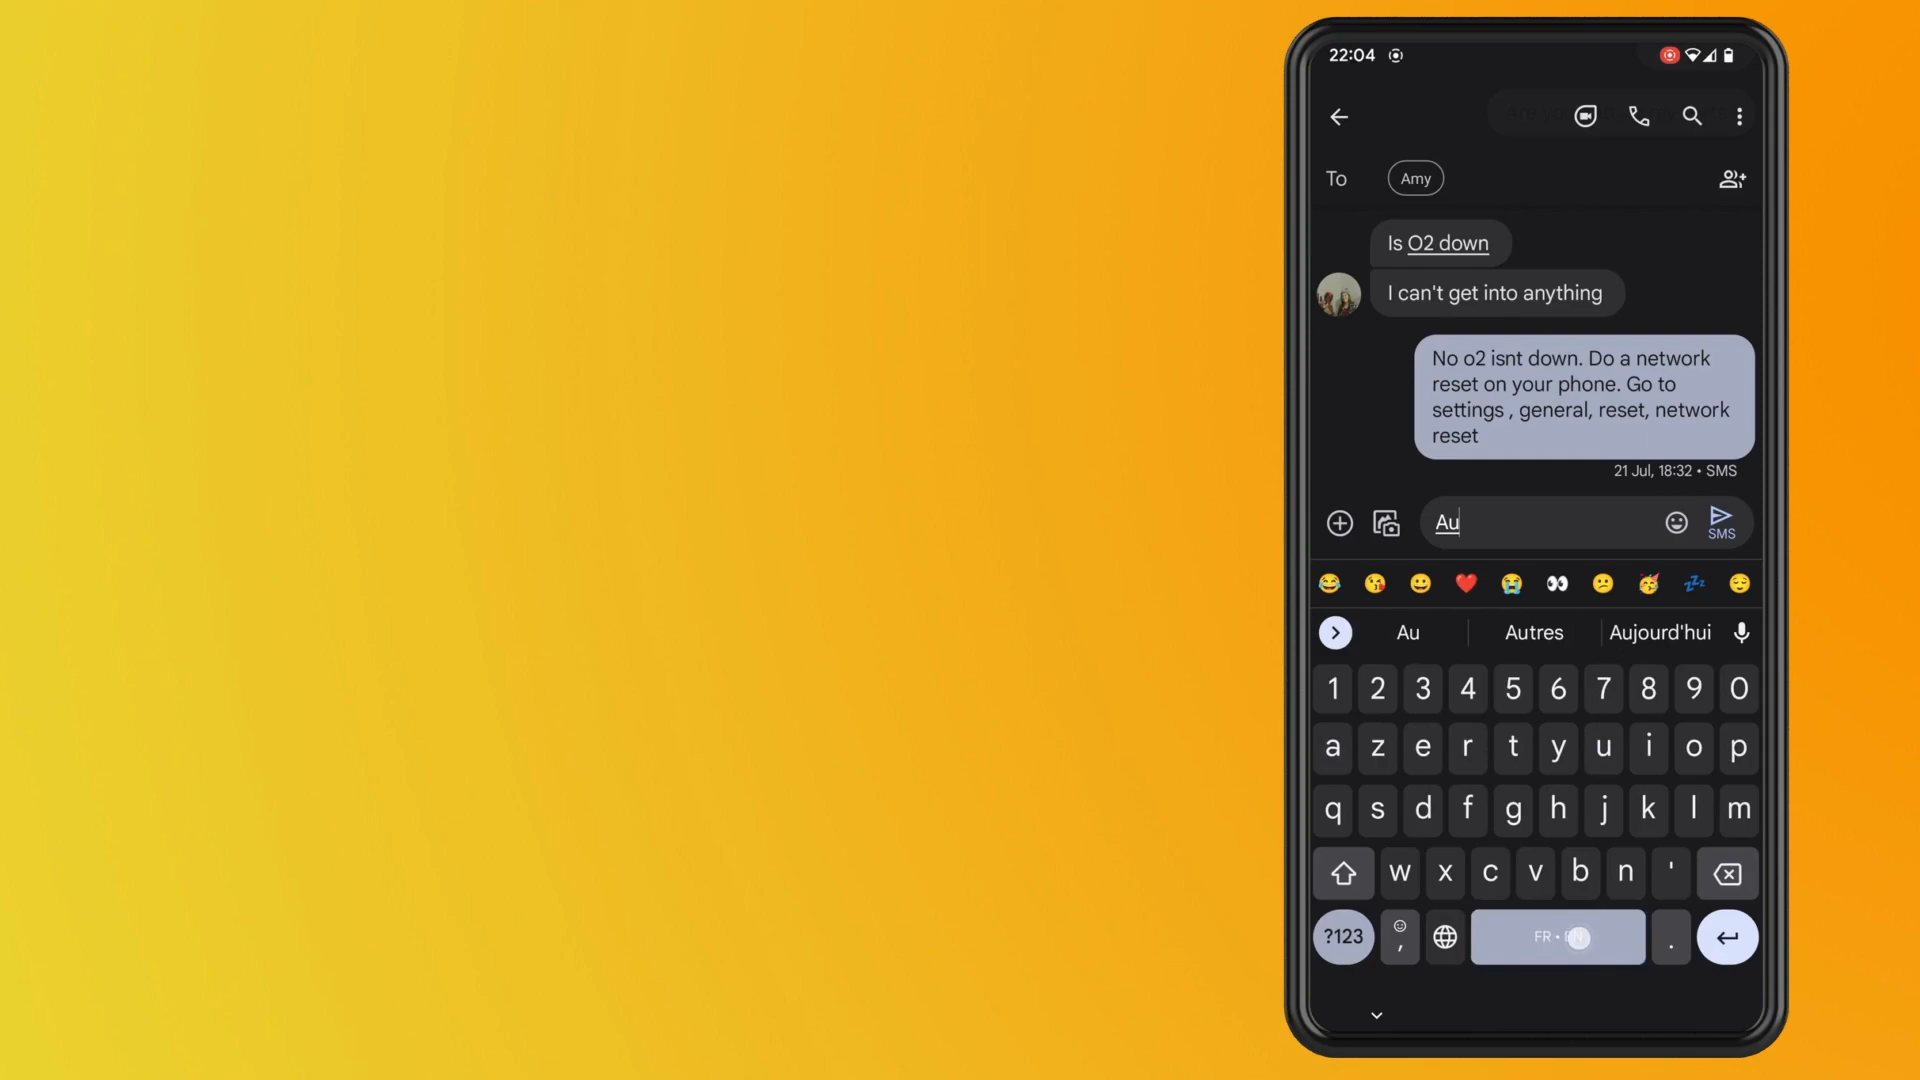 22:04
To Amy
Is O2 down
I can't get into anything
No o2 isnt down. Do a network
reset on your phone. Go to
settings , general, reset, network
reset
21 Jul, 18:32 • SMS
Au
SMS
Au Autres Aujourd'hui
1 2 3 4 5 6 7 8 9 0
a z e r t y u i o p
q s d f g h j k l m
w x c v b n '
?123 , FR • EN .